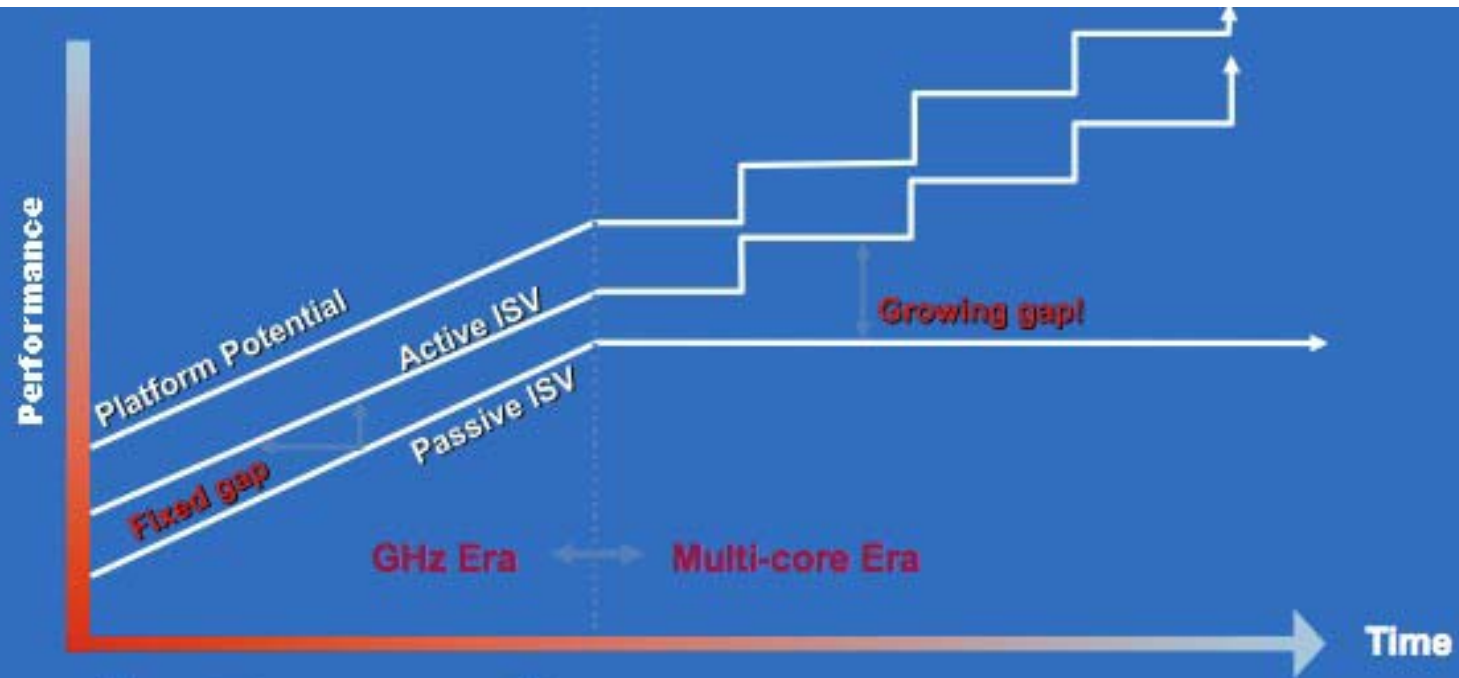 Performance
Platform Potential
Active ISV
Passive ISV
Fixed gap
Growing gap!
GHz Era
Multi-core Era
Time